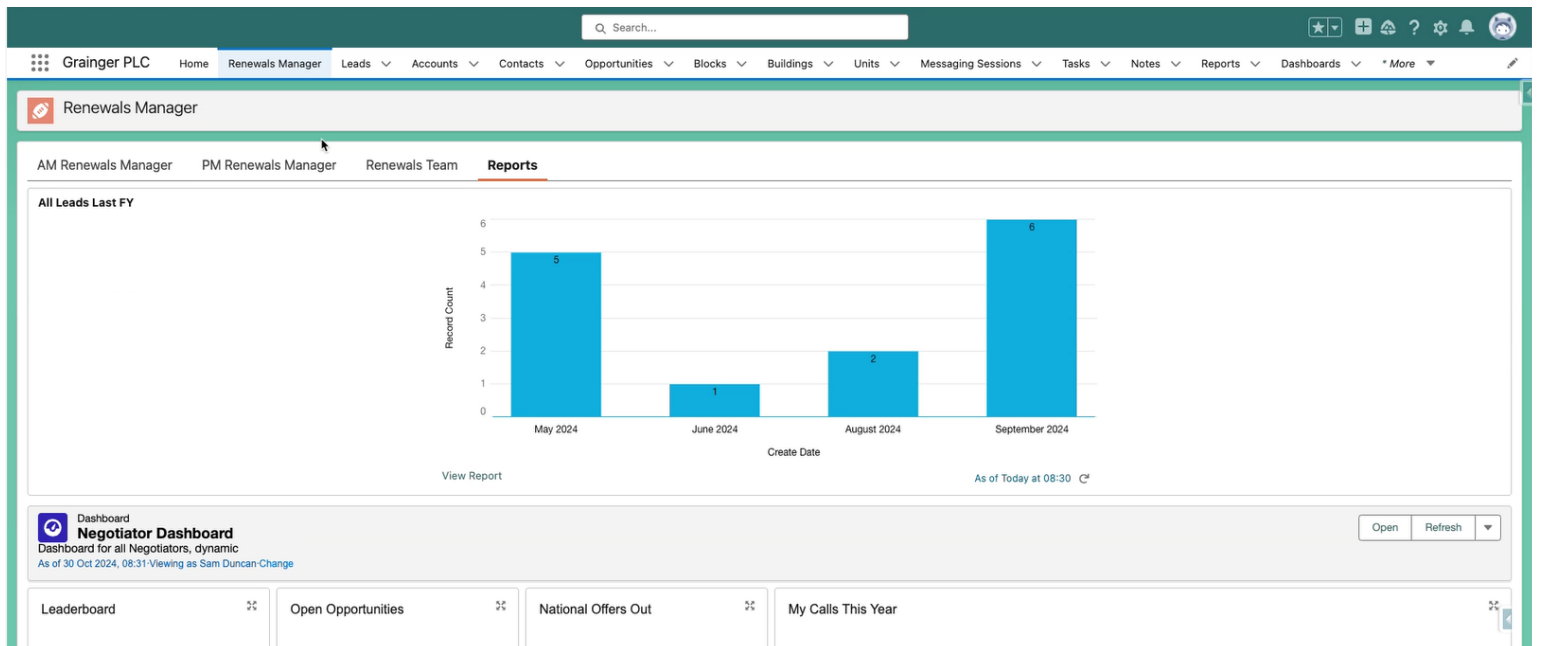 Search...
Grainger PLC Home Renewals Manager Leads Accounts Contacts Opportunities Blocks Buildings Units Messaging Sessions Tasks Notes Reports Dashboards * More
Renewals Manager
AM Renewals Manager PM Renewals Manager Renewals Team Reports
All Leads Last FY
6
5
4
3
2
1
0
Record Count
5
1
2
6
May 2024 June 2024 August 2024 September 2024
Create Date
View Report As of Today at 08:30
Dashboard
Negotiator Dashboard
Dashboard for all Negotiators, dynamic
As of 30 Oct 2024, 08:31·Viewing as Sam Duncan·Change
Open Refresh
Leaderboard Open Opportunities National Offers Out My Calls This Year